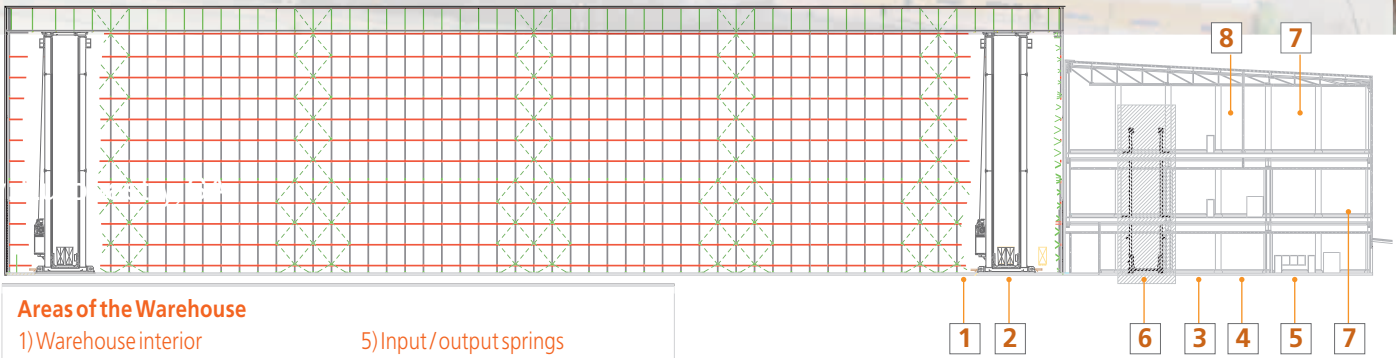 8 7
Areas of the Warehouse
1) Warehouse interior
5) Input / output springs
1 2 6 3 4 5 7